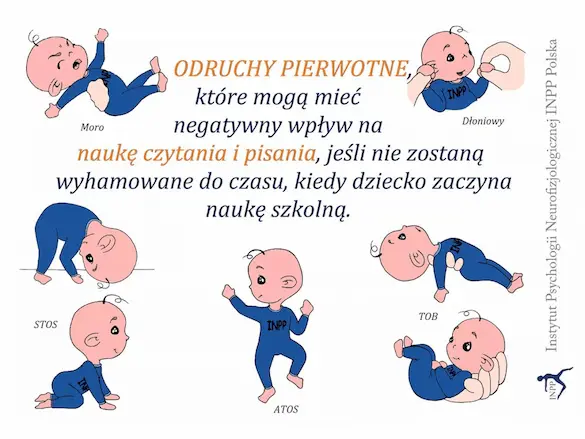 ODRUCHY PIERWOTNE,
które mogą mieć
negatywny wpływ na
naukę czytania i pisania, jeśli nie zostaną
wyhamowane do czasu, kiedy dziecko zaczyna
naukę szkolną.
Moro
INPP
Dłoniowy
STOS
INPP
INPP
ATOS
INPP
TOB
Instytut Psychologii Neurofizjologicznej INPP Polska
INPP